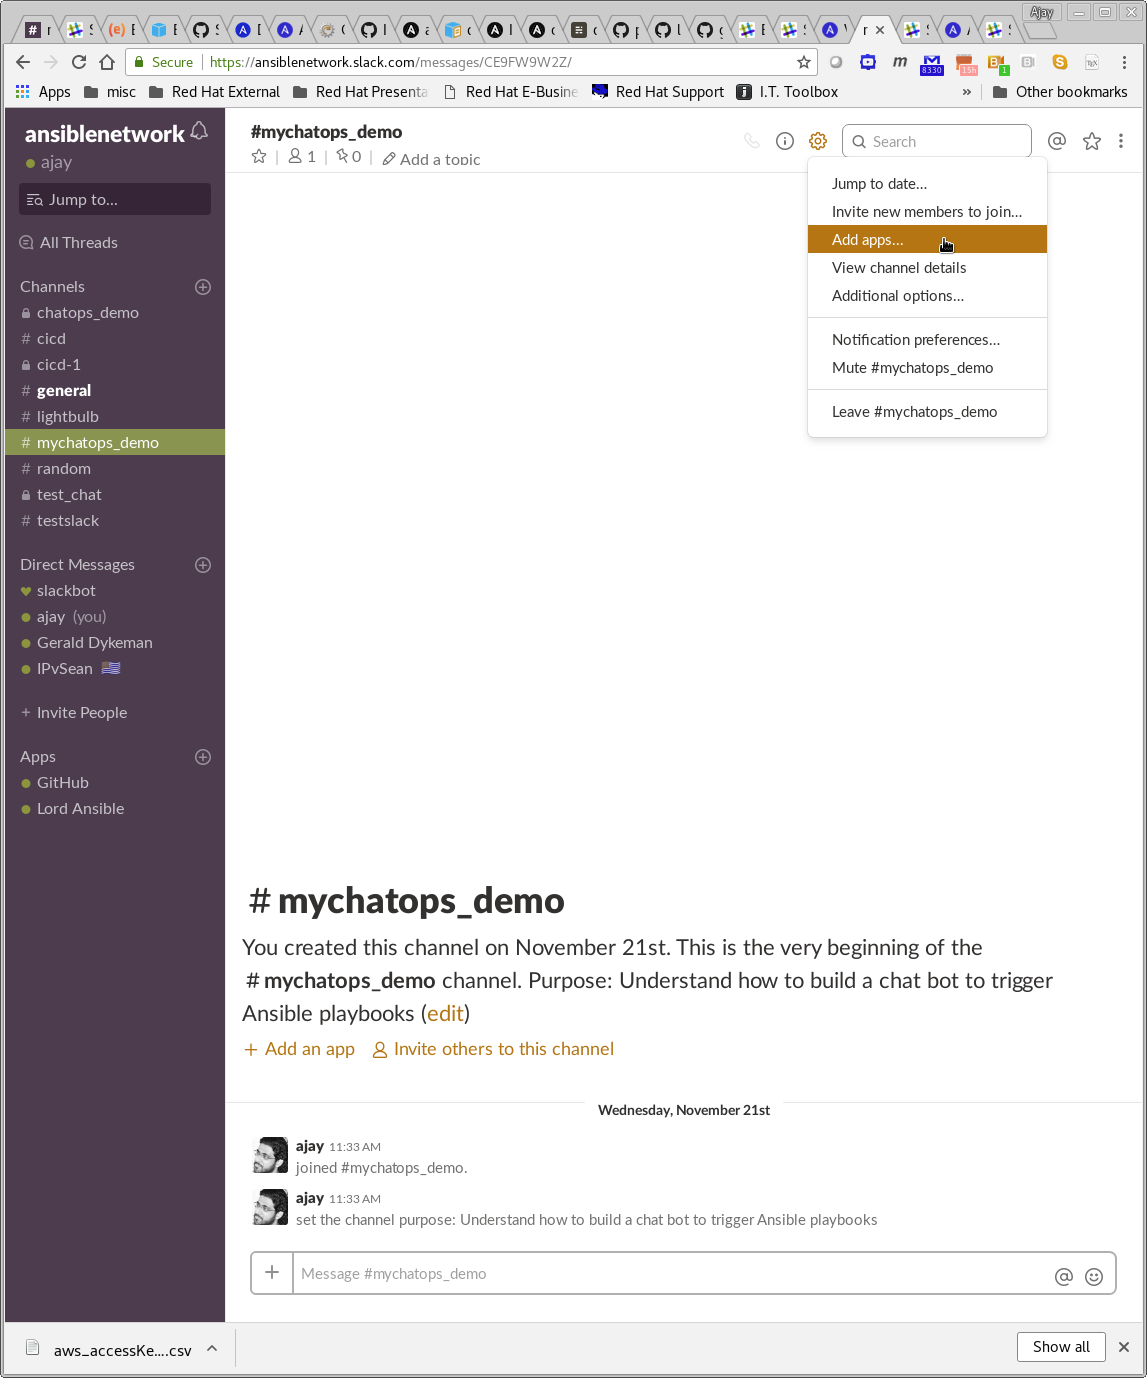 Ajay
Secure https://ansiblenetwork.slack.com/messages/CE9FW9W2Z/
8330 15h 1
Apps misc Red Hat External Red Hat Presenta Red Hat E-Busine Red Hat Support I.T. Toolbox » Other bookmarks
ansiblenetwork
ajay
Jump to...
All Threads
Channels
chatops_demo
# cicd
cicd-1
# general
# lightbulb
# mychatops_demo
# random
test_chat
# testslack
Direct Messages
slackbot
ajay (you)
Gerald Dykeman
IPvSean
+ Invite People
Apps
GitHub
Lord Ansible
#mychatops_demo
1 | 0 | Add a topic
Search
Jump to date…
Invite new members to join…
Add apps…
View channel details
Additional options…
Notification preferences…
Mute #mychatops_demo
Leave #mychatops_demo
# mychatops_demo
You created this channel on November 21st. This is the very beginning of the
# mychatops_demo channel. Purpose: Understand how to build a chat bot to trigger
Ansible playbooks (edit)
+ Add an app Invite others to this channel
Wednesday, November 21st
ajay 11:33 AM
joined #mychatops_demo.
ajay 11:33 AM
set the channel purpose: Understand how to build a chat bot to trigger Ansible playbooks
+ Message #mychatops_demo
aws_accessKe....csv
Show all